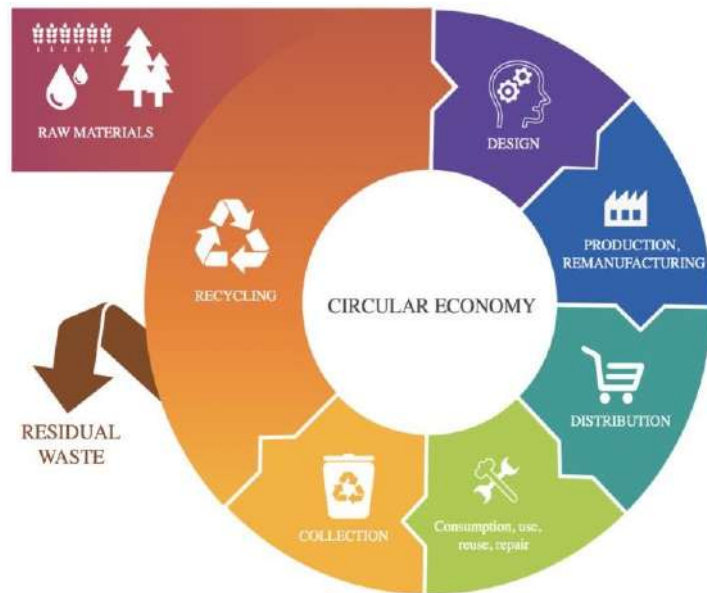 RAW MATERIALS
DESIGN
PRODUCTION,
REMANUFACTURING
RECYCLING
CIRCULAR ECONOMY
DISTRIBUTION
RESIDUAL
WASTE
COLLECTION
Consumption, use,
reuse, repair